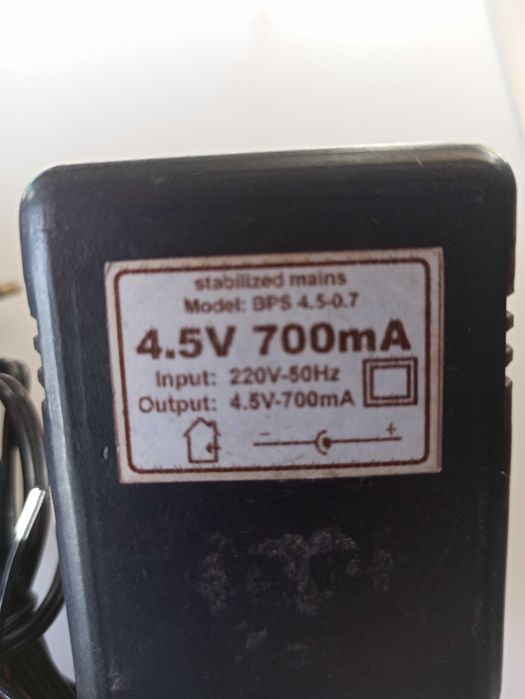 stabilized mains
Model: BPS 4.5-0.7
4.5V 700mA
Input: 220V-50Hz
Output: 4.5V-700mA
- +